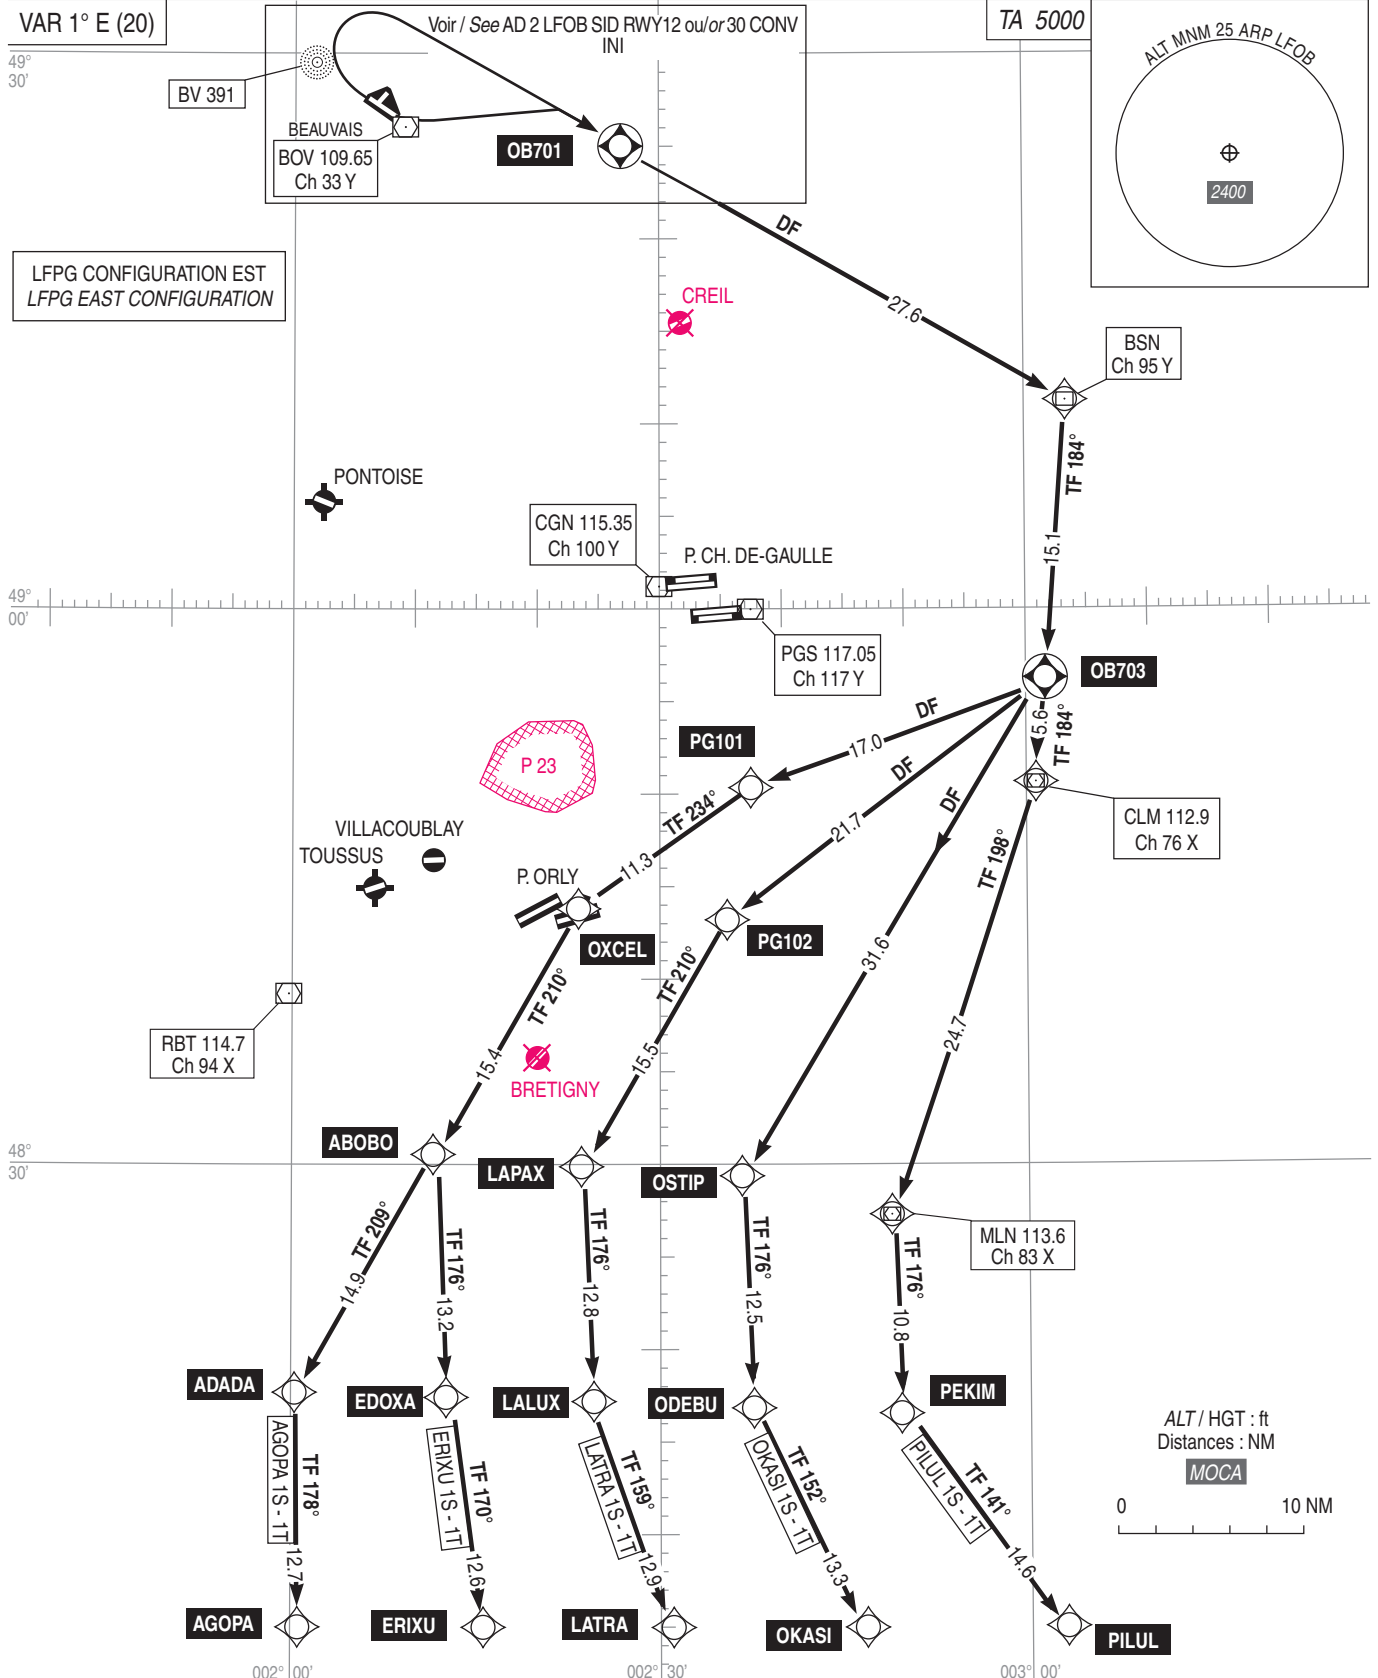 VAR 1° E (20)
Voir / See AD 2 LFOB SID RWY12 ou/or 30 CONV
INI
TA 5000
ALT MNM 25 ARP LFOB
2400
49°
30'
BV 391
BEAUVAIS
BOV 109.65
Ch 33 Y
OB701
DF
27.6
LFPG CONFIGURATION EST
LFPG EAST CONFIGURATION
CREIL
BSN
Ch 95 Y
TF 184°
15.1
PONTOISE
CGN 115.35
Ch 100 Y
P. CH. DE-GAULLE
49°
00'
PGS 117.05
Ch 117 Y
OB703
DF
17.0
DF
21.7
DF
31.6
5.6
TF 184°
PG101
P 23
TF 234°
11.3
CLM 112.9
Ch 76 X
TF 198°
24.7
VILLACOUBLAY
TOUSSUS
P. ORLY
OXCEL
PG102
TF 210°
15.4
TF 210°
15.5
RBT 114.7
Ch 94 X
BRETIGNY
48°
30'
ABOBO
LAPAX
OSTIP
MLN 113.6
Ch 83 X
TF 209°
14.9
TF 176°
13.2
TF 176°
12.8
TF 176°
12.5
TF 176°
10.8
ADADA
EDOXA
LALUX
ODEBU
PEKIM
ALT / HGT : ft
Distances : NM
MOCA
0 10 NM
AGOPA 1S - 1T
TF 178°
12.7
ERIXU 1S - 1T
TF 170°
12.6
LATRA 1S - 1T
TF 159°
12.9
OKASI 1S - 1T
TF 152°
13.3
PILUL 1S - 1T
TF 141°
14.6
AGOPA
ERIXU
LATRA
OKASI
PILUL
002° 00'
002° 30'
003° 00'